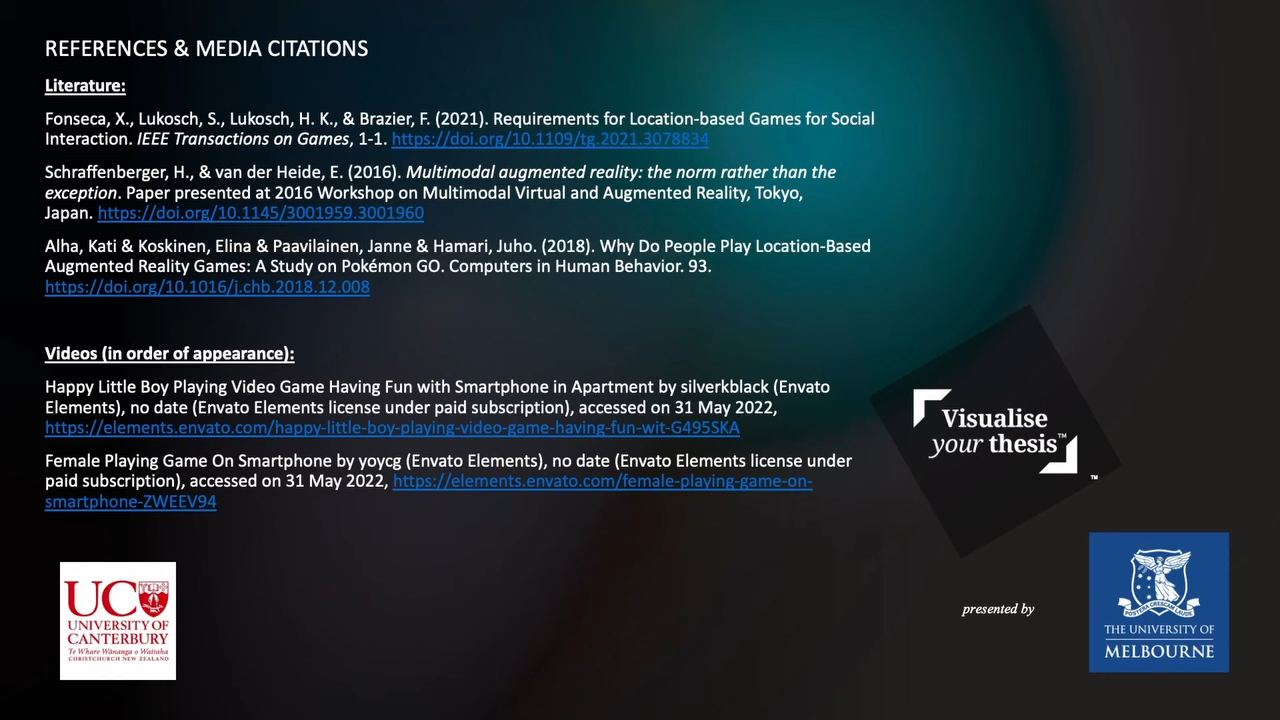 REFERENCES & MEDIA CITATIONS
Literature:
Fonseca, X., Lukosch, S., Lukosch, H. K., & Brazier, F. (2021). Requirements for Location-based Games for Social
Interaction. IEEE Transactions on Games, 1-1. https://doi.org/10.1109/tg.2021.3078834
Schraffenberger, H., & van der Heide, E. (2016). Multimodal augmented reality: the norm rather than the
exception. Paper presented at 2016 Workshop on Multimodal Virtual and Augmented Reality, Tokyo,
Japan. https://doi.org/10.1145/3001959.3001960
Alha, Kati & Koskinen, Elina & Paavilainen, Janne & Hamari, Juho. (2018). Why Do People Play Location-Based
Augmented Reality Games: A Study on Pokémon GO. Computers in Human Behavior. 93.
https://doi.org/10.1016/j.chb.2018.12.008
Videos (in order of appearance):
Happy Little Boy Playing Video Game Having Fun with Smartphone in Apartment by silverkblack (Envato
Elements), no date (Envato Elements license under paid subscription), accessed on 31 May 2022,
https://elements.envato.com/happy-little-boy-playing-video-game-having-fun-wit-G495SKA
Female Playing Game On Smartphone by yoycg (Envato Elements), no date (Envato Elements license under
paid subscription), accessed on 31 May 2022, https://elements.envato.com/female-playing-game-on-
smartphone-ZWEEV94
Visualise
your thesis™
™
UC
UNIVERSITY OF
CANTERBURY
Te Whare Wānanga o Waitaha
CHRISTCHURCH NEW ZEALAND
presented by
POSTERA CRESCAM LAUDE
THE UNIVERSITY OF
MELBOURNE